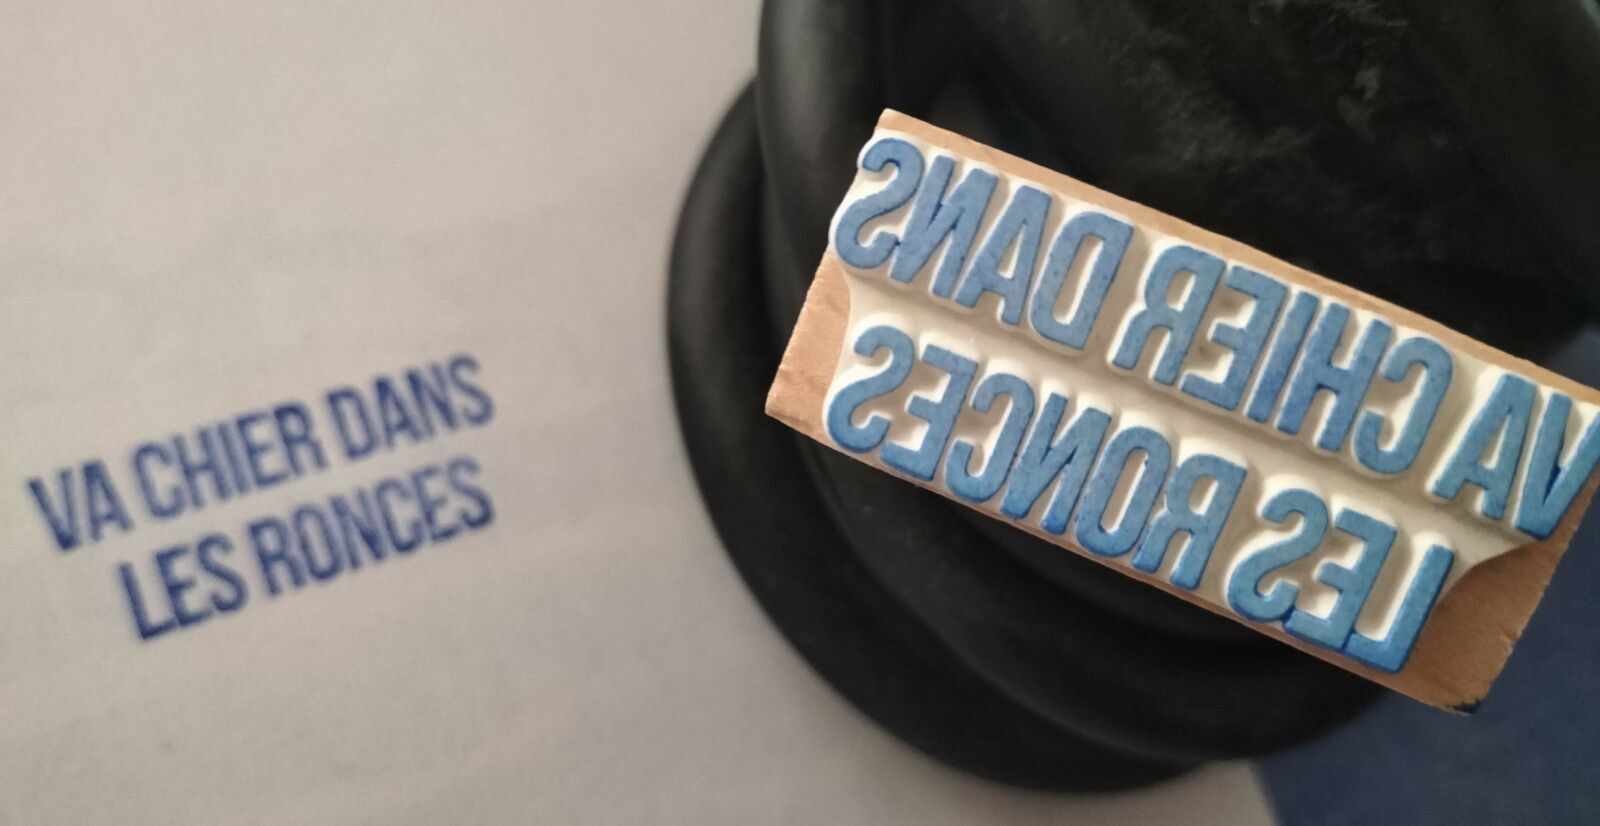 VA CHIER DANS
LES RONCES
VA CHIER DANS
LES RONCES